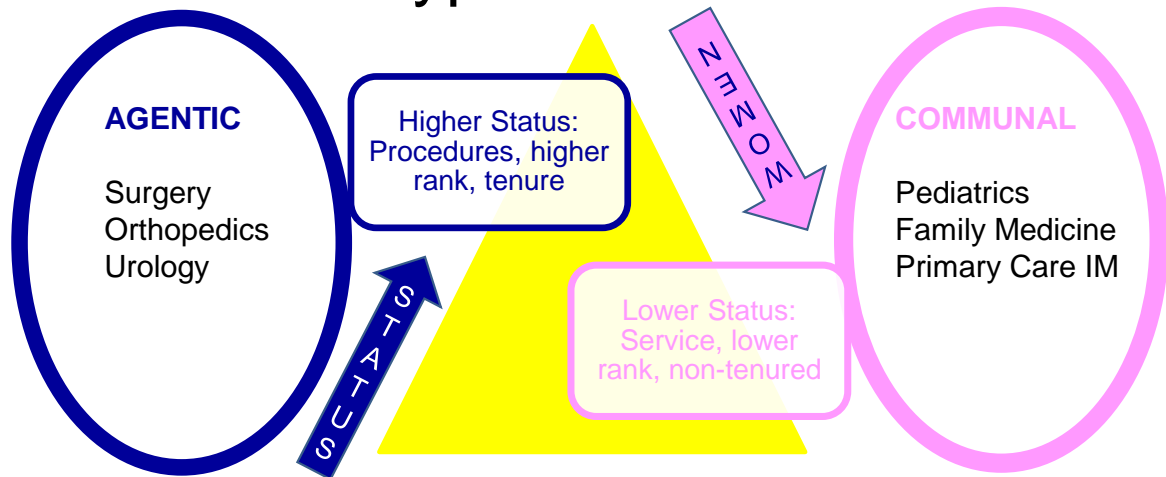 AGENTIC
Surgery
Orthopedics
Urology
Higher Status:
Procedures, higher
rank, tenure
STATUS
WOMEN
Lower Status:
Service, lower
rank, non-tenured
COMMUNAL
Pediatrics
Family Medicine
Primary Care IM